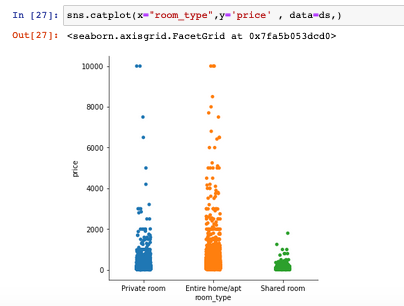 In [27]: sns.catplot(x="room_type",y='price' , data=ds,)
Out[27]: <seaborn.axisgrid.FacetGrid at 0x7fa5b053dcd0>
10000
8000
6000
4000
2000
0
price
Private room Entire home/apt Shared room
room_type